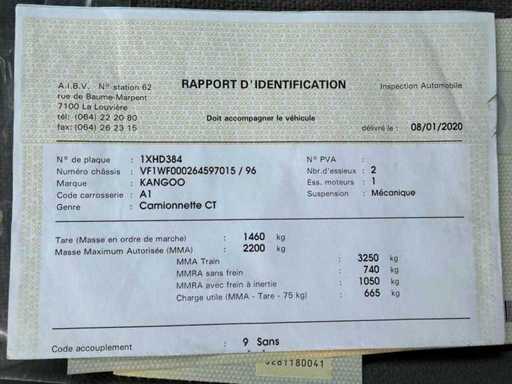 A.I.B.V. N° station 62
rue de Baume-Marpent
7100 La Louvière
tél: (064) 22 20 80
fax: (064) 26 23 15
RAPPORT D'IDENTIFICATION
Doit accompagner le véhicule
Inspection Automobile
délivré le : 08/01/2020
N° de plaque : 1XHD384
Numéro châssis : VF1WF000264597015 / 96
Marque : KANGOO
Code carrosserie : A1
Genre : Camionnette CT
N° PVA :
Nbr.d'essieux : 2
Ess. moteurs : 1
Suspension : Mécanique
Tare (Masse en ordre de marche) : 1460 kg
Masse Maximum Autorisée (MMA) : 2200 kg
MMA Train : 3250 kg
MMRA sans frein : 740 kg
MMRA avec frein à inertie : 1050 kg
Charge utile (MMA - Tare - 75 kg) : 665 kg
Code accouplement : 9 Sans
0281180041